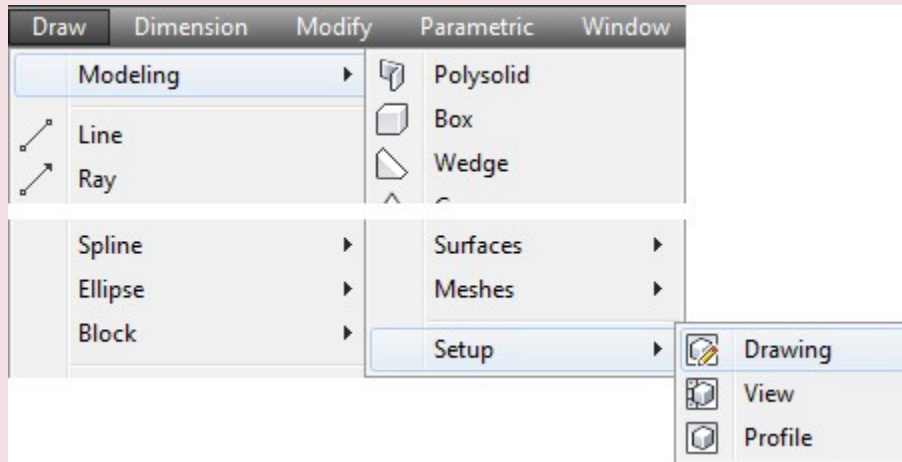 Draw Dimension Modify Parametric Window
Modeling
Line
Ray
Spline
Ellipse
Block
Polysolid
Box
Wedge
Surfaces
Meshes
Setup
Drawing
View
Profile